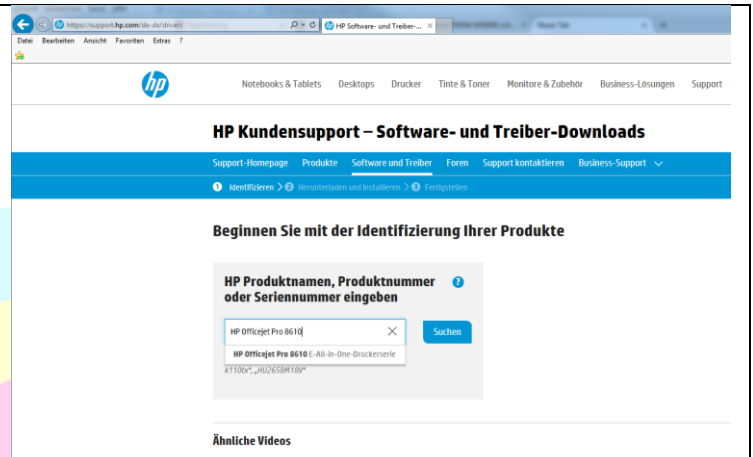 https://support.hp.com/de-de/drivers
HP Software- und Treiber-...
Neuer Tab
Datei Bearbeiten Ansicht Favoriten Extras ?
hp
Notebooks & Tablets Desktops Drucker Tinte & Toner Monitore & Zubehör Business-Lösungen Support
HP Kundensupport – Software- und Treiber-Downloads
Support-Homepage Produkte Software und Treiber Foren Support kontaktieren Business-Support
1 Identifizieren > 2 Herunterladen und installieren > 3 Fertigstellen
Beginnen Sie mit der Identifizierung Ihrer Produkte
HP Produktnamen, Produktnummer ?
oder Seriennummer eingeben
HP Officejet Pro 8610
Suchen
HP Officejet Pro 8610 E-All-in-One-Druckerserie
k110tx", „HU265BM18V"
Ähnliche Videos